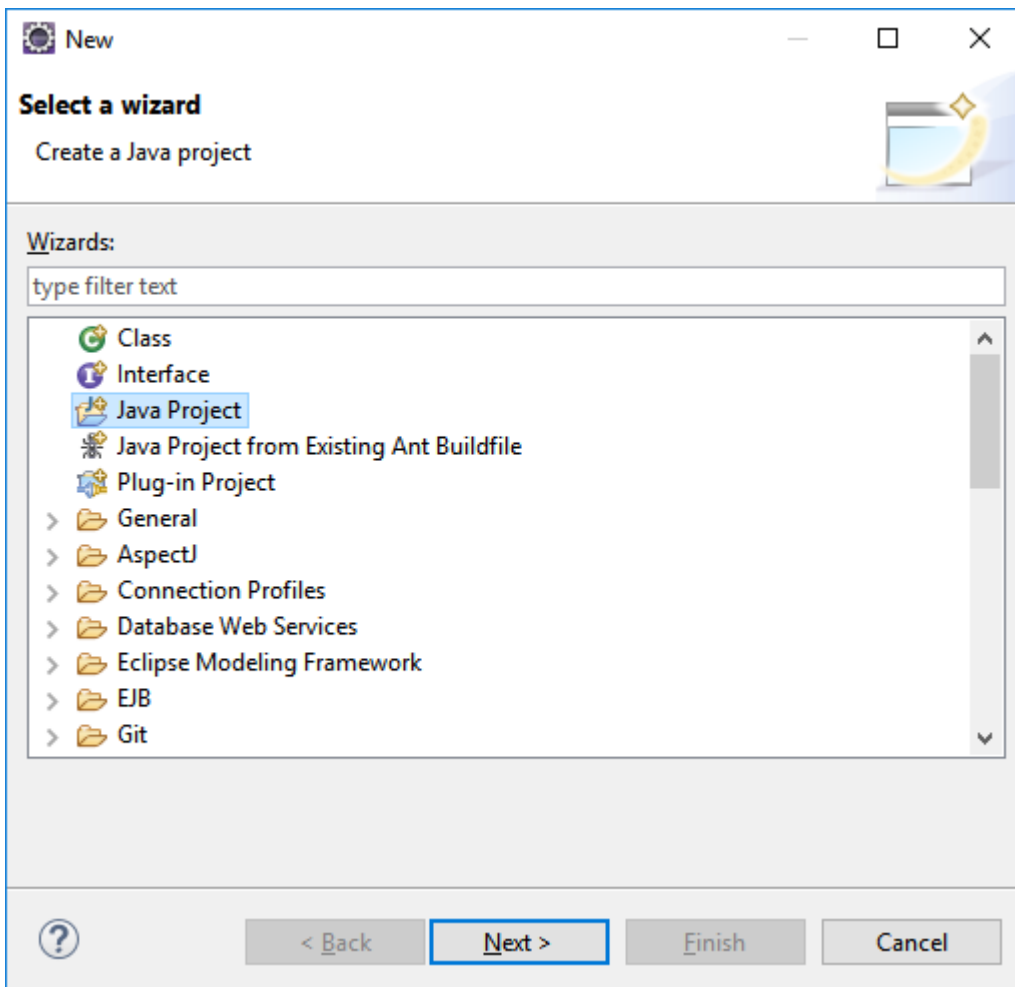 New
Select a wizard
Create a Java project
Wizards:
type filter text
Class
Interface
Java Project
Java Project from Existing Ant Buildfile
Plug-in Project
General
AspectJ
Connection Profiles
Database Web Services
Eclipse Modeling Framework
EJB
Git
? < Back Next > Finish Cancel